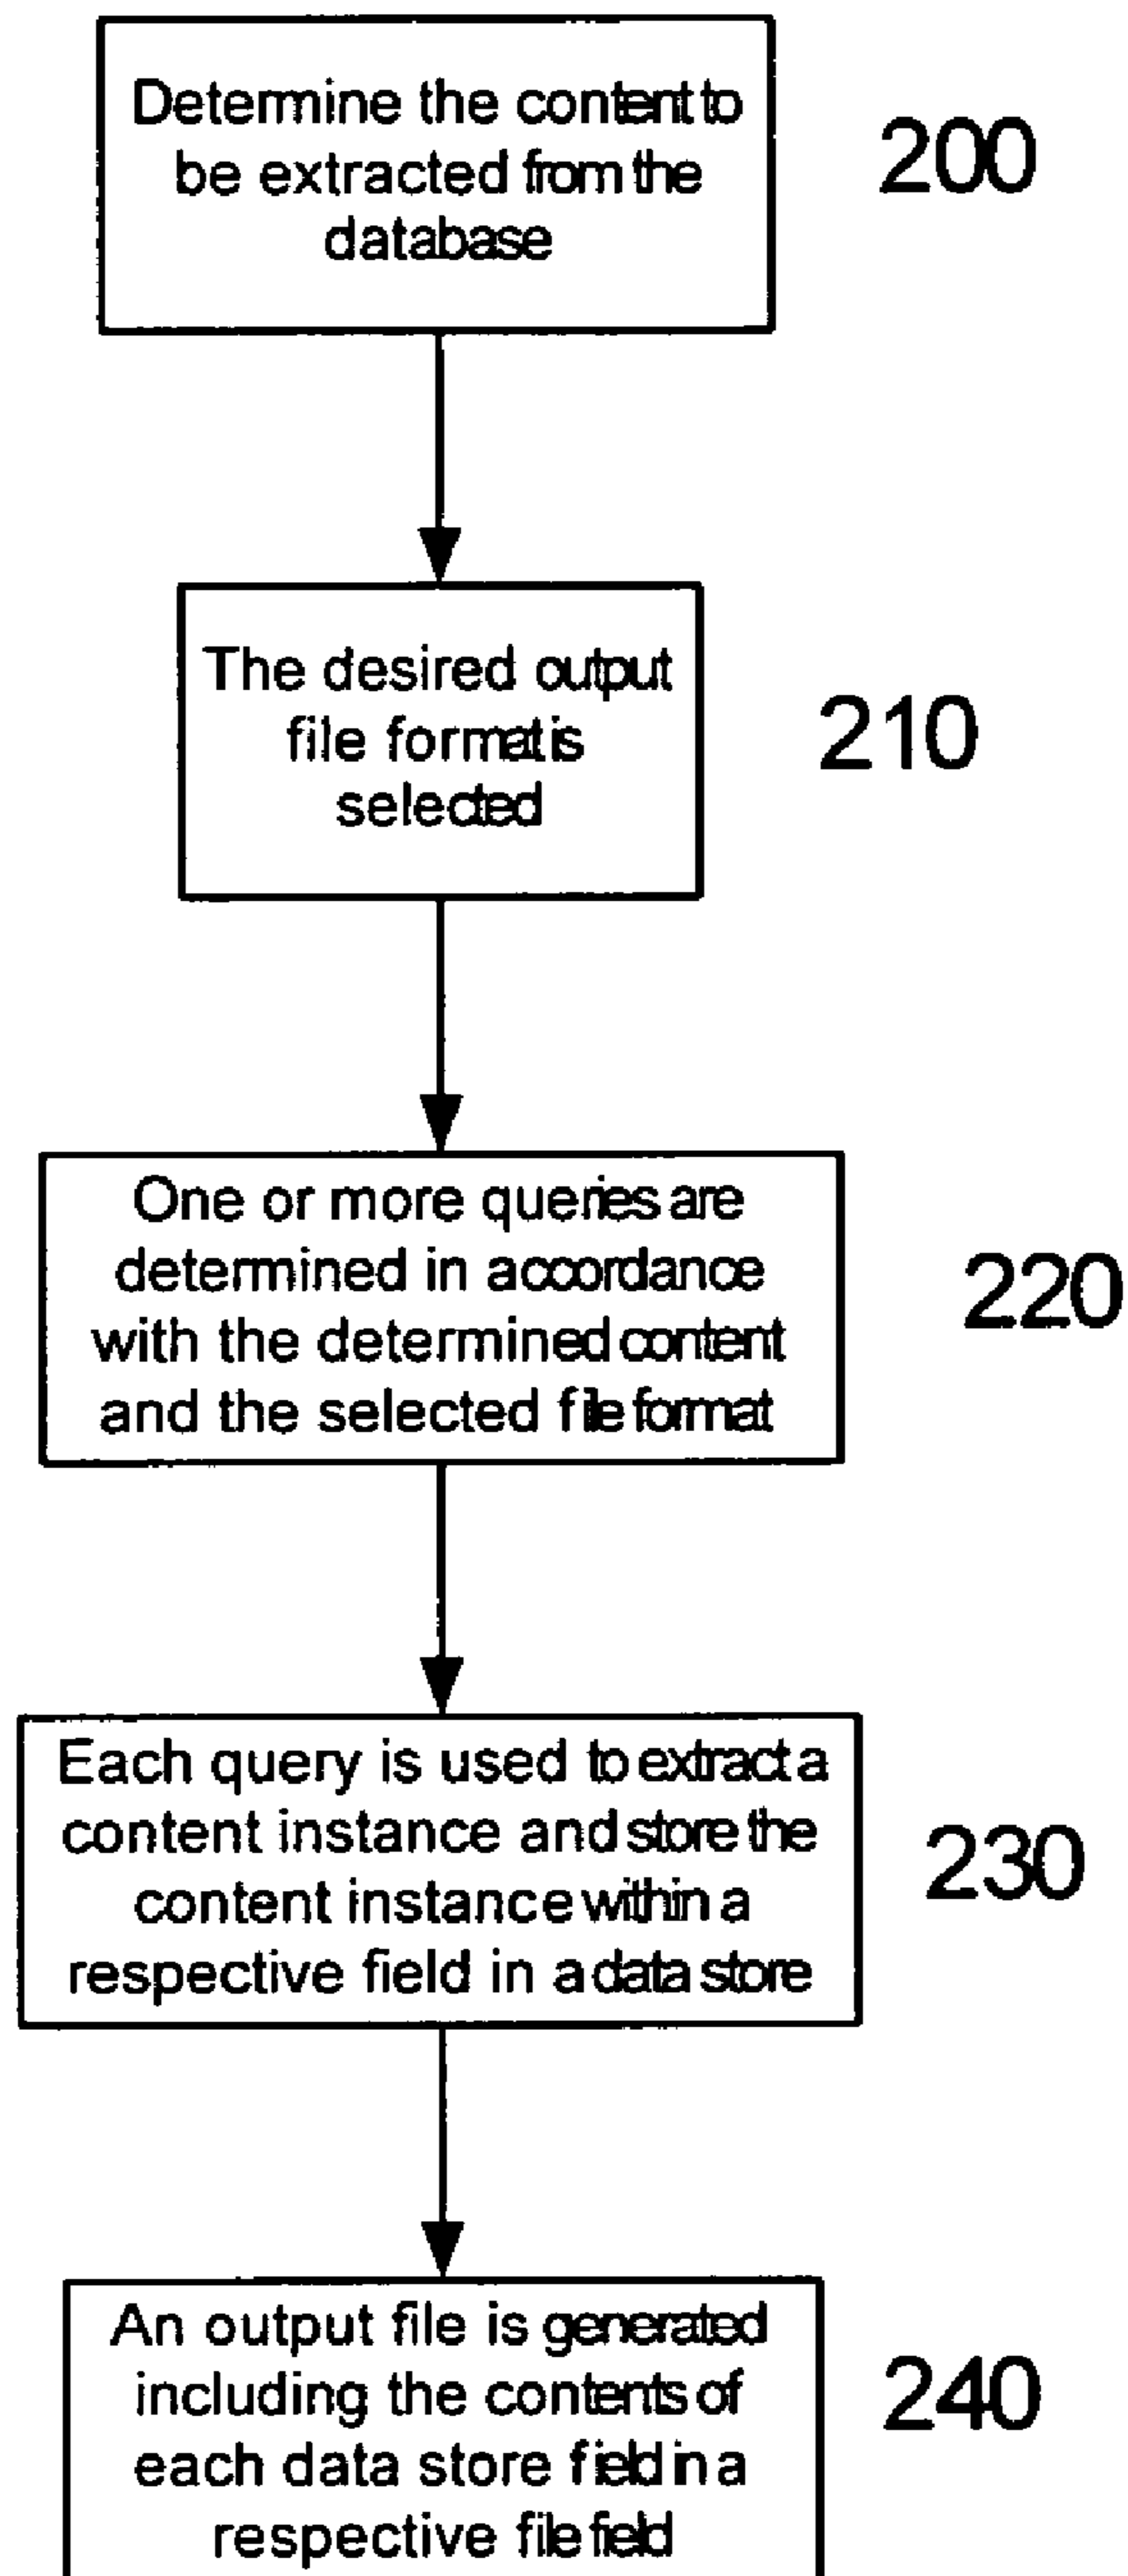 Determine the content to
be extracted from the
database
200
The desired output
file format is
selected
210
One or more queries are
determined in accordance
with the determined content
and the selected file format
220
Each query is used to extract a
content instance and store the
content instance within a
respective field in a data store
230
An output file is generated
including the contents of
each data store field in a
respective file field
240